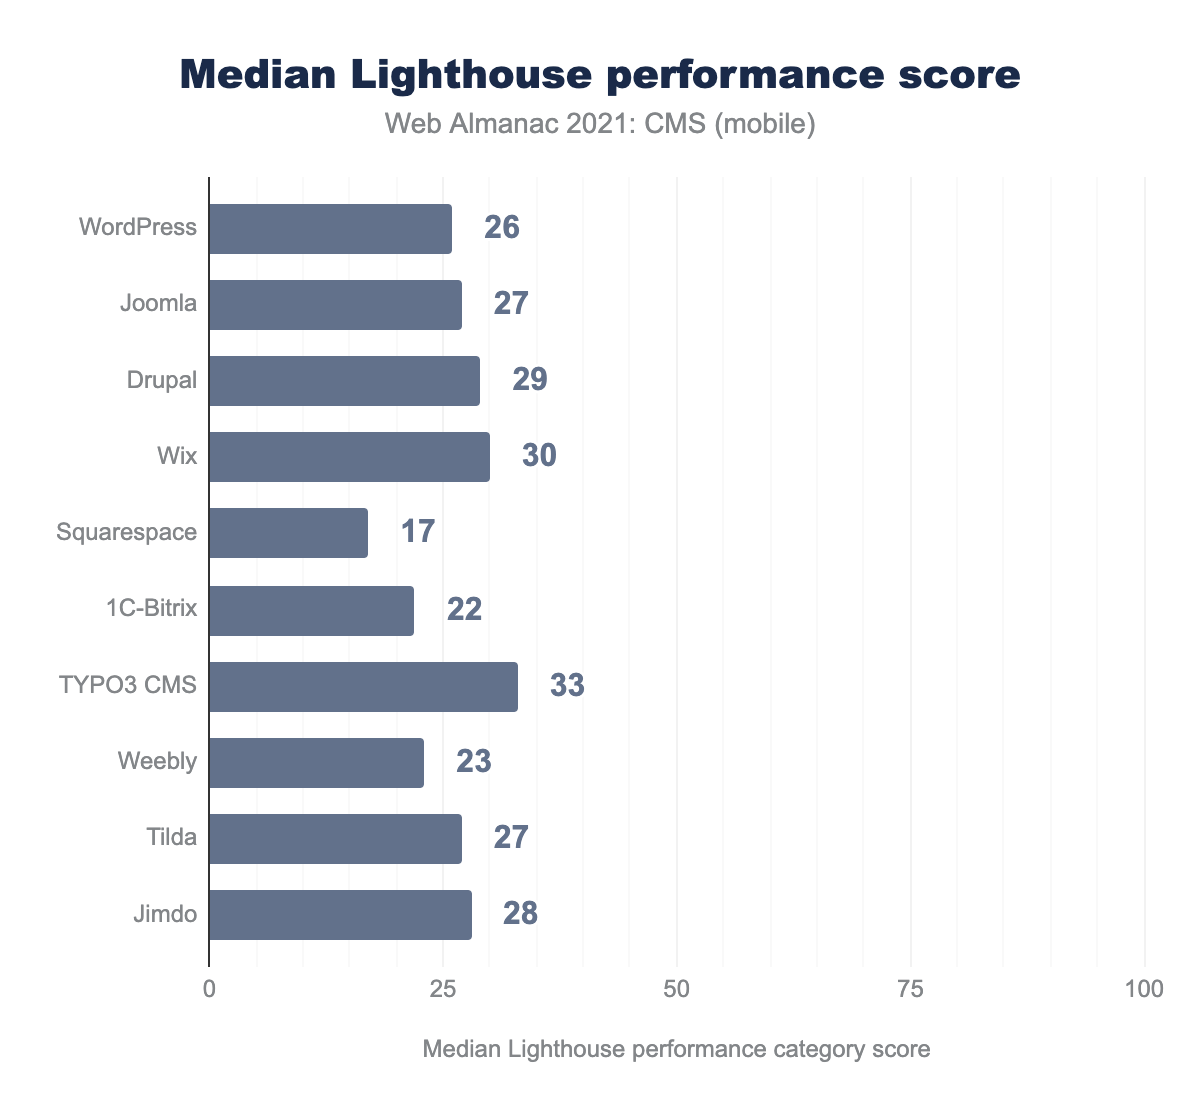 Median Lighthouse performance score
Web Almanac 2021: CMS (mobile)
WordPress 26
Joomla 27
Drupal 29
Wix 30
Squarespace 17
1C-Bitrix 22
TYPO3 CMS 33
Weebly 23
Tilda 27
Jimdo 28
0 25 50 75 100
Median Lighthouse performance category score